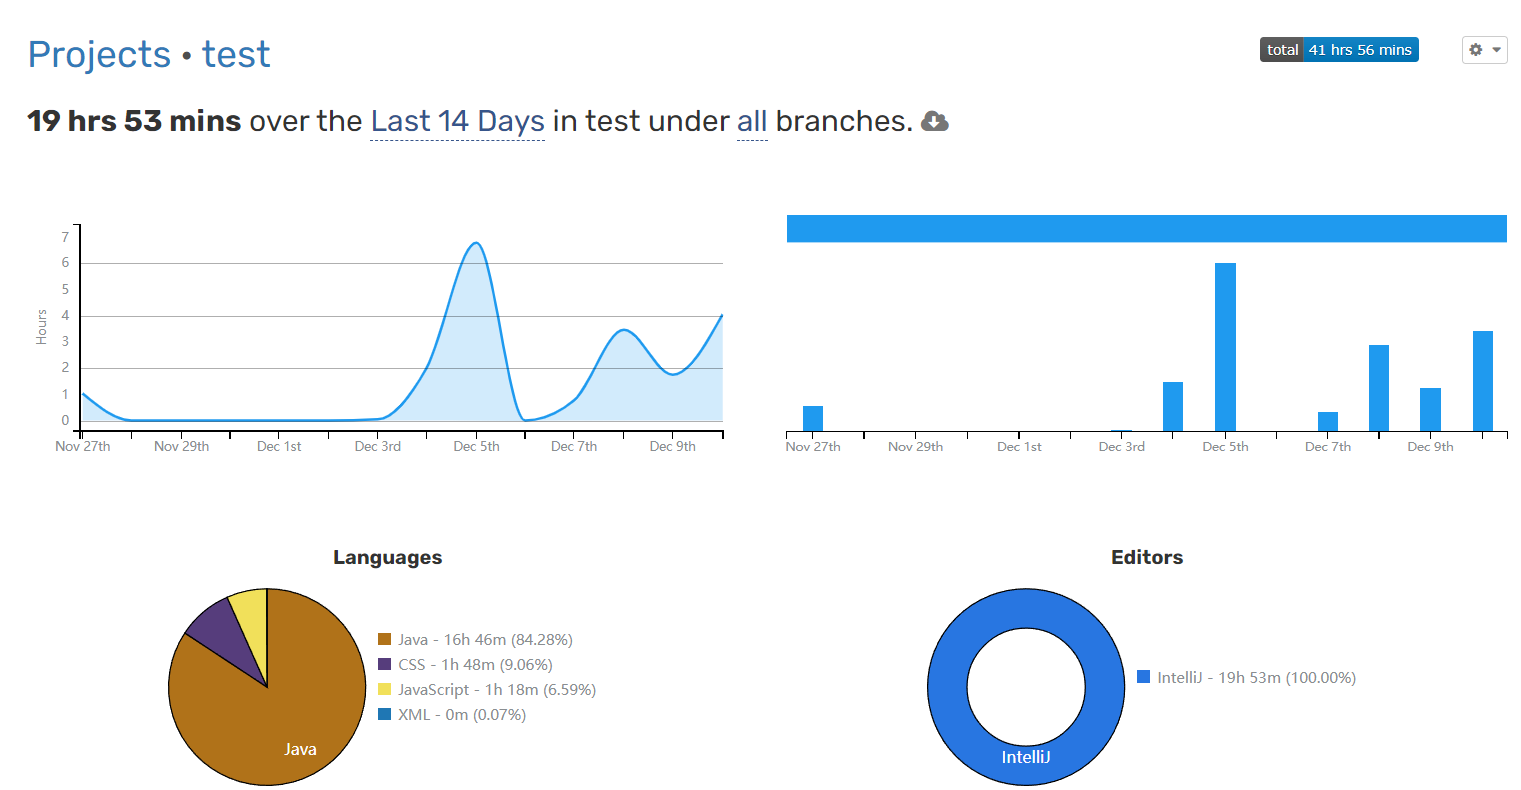 Projects • test
total 41 hrs 56 mins
19 hrs 53 mins over the Last 14 Days in test under all branches.
7
6
5
4
3
2
1
0
Hours
Nov 27th Nov 29th Dec 1st Dec 3rd Dec 5th Dec 7th Dec 9th
Nov 27th Nov 29th Dec 1st Dec 3rd Dec 5th Dec 7th Dec 9th
Languages
Java - 16h 46m (84.28%)
CSS - 1h 48m (9.06%)
JavaScript - 1h 18m (6.59%)
XML - 0m (0.07%)
Java
Editors
IntelliJ - 19h 53m (100.00%)
IntelliJ